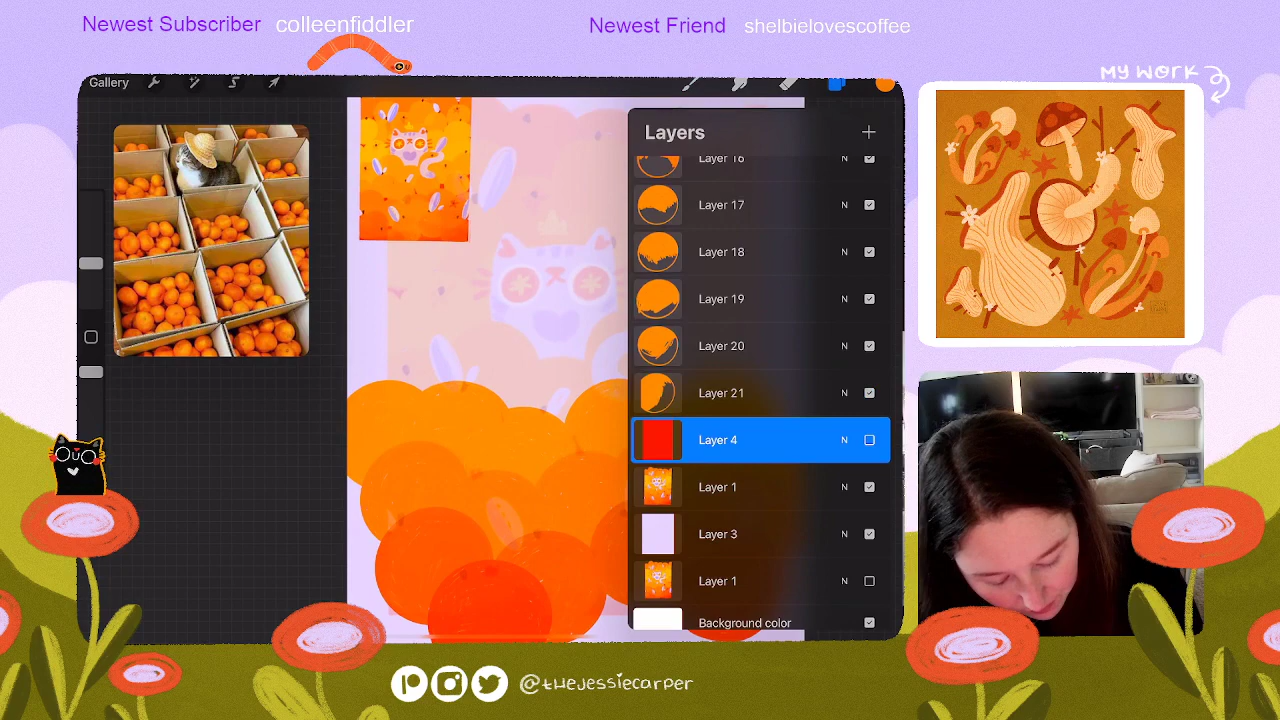 Newest Subscriber colleenfiddler
Newest Friend shelbielovescoffee
MY WORK
Gallery
Layers
Layer 16 N
Layer 17 N
Layer 18 N
Layer 19 N
Layer 20 N
Layer 21 N
Layer 4 N
Layer 1 N
Layer 3 N
Layer 1 N
Background color
@theJessiecarper